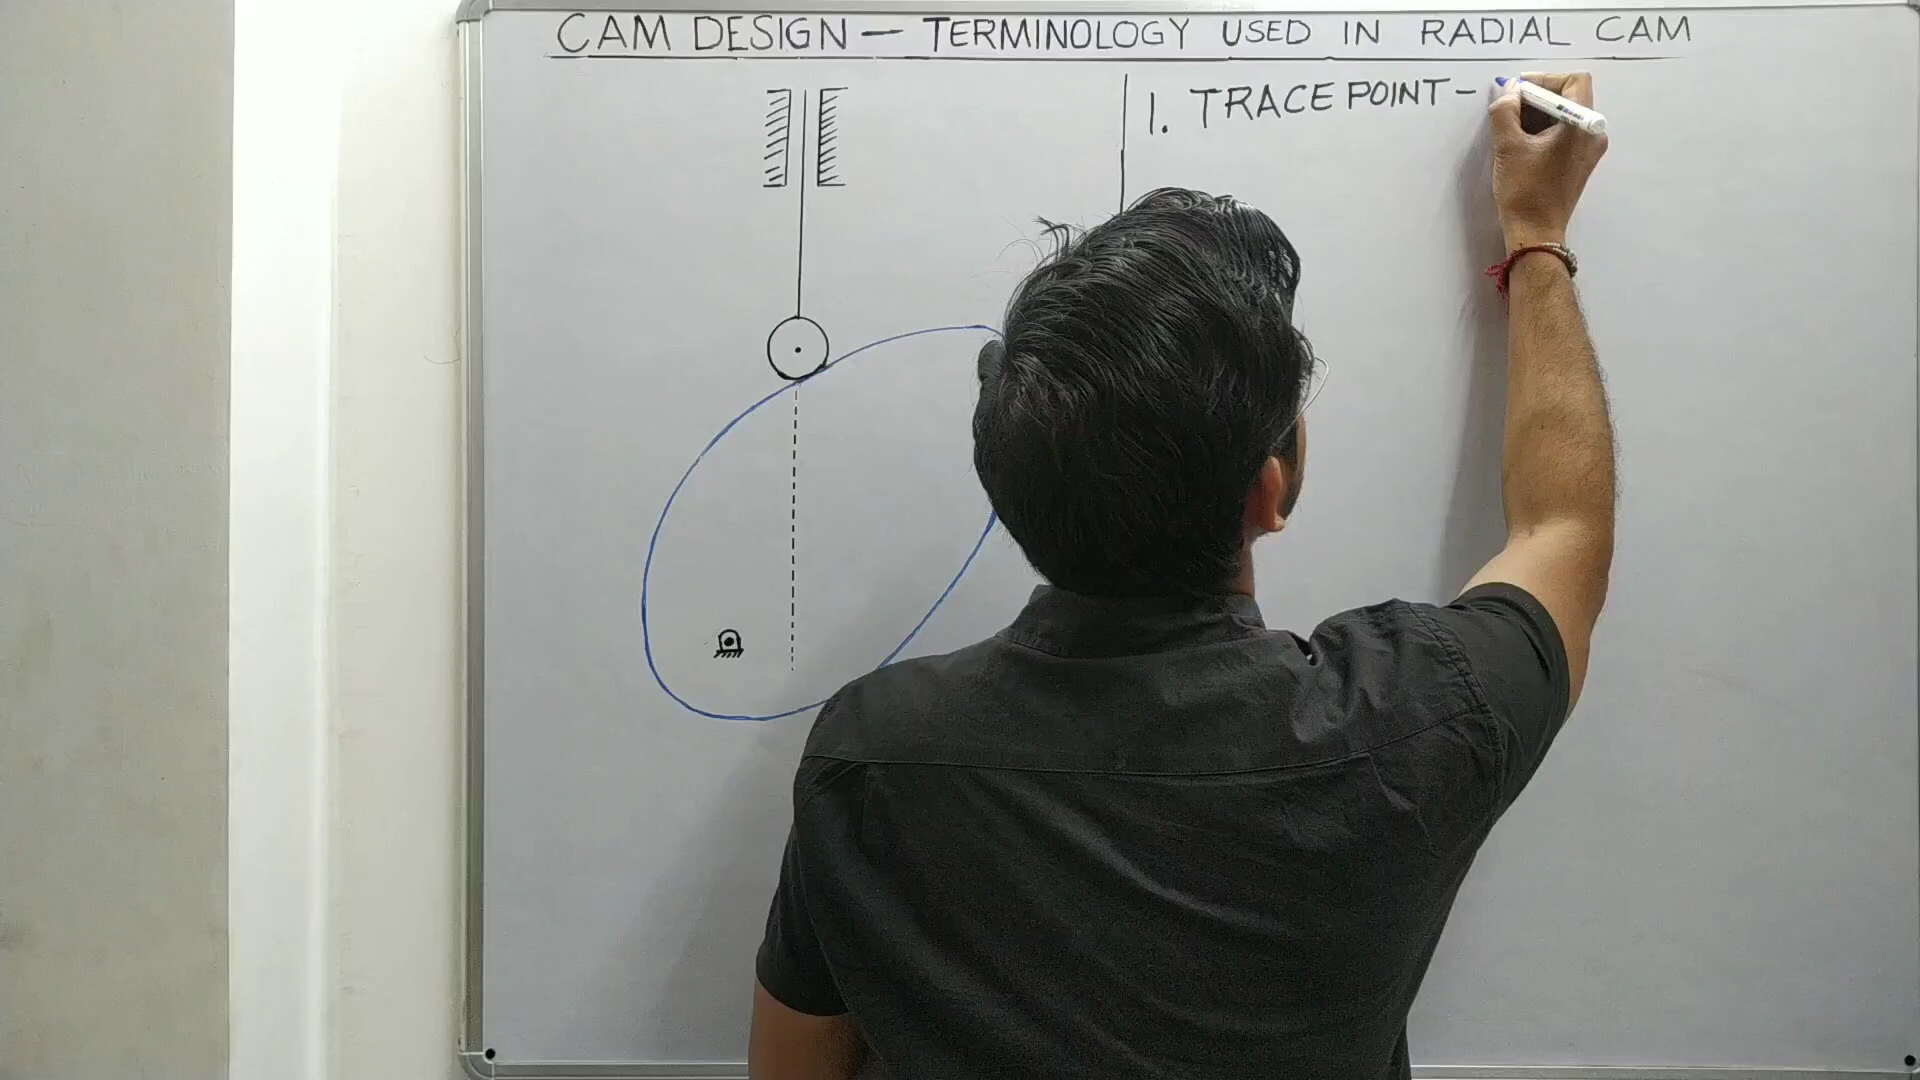 CAM DESIGN — TERMINOLOGY USED IN RADIAL CAM
1. TRACE POINT -